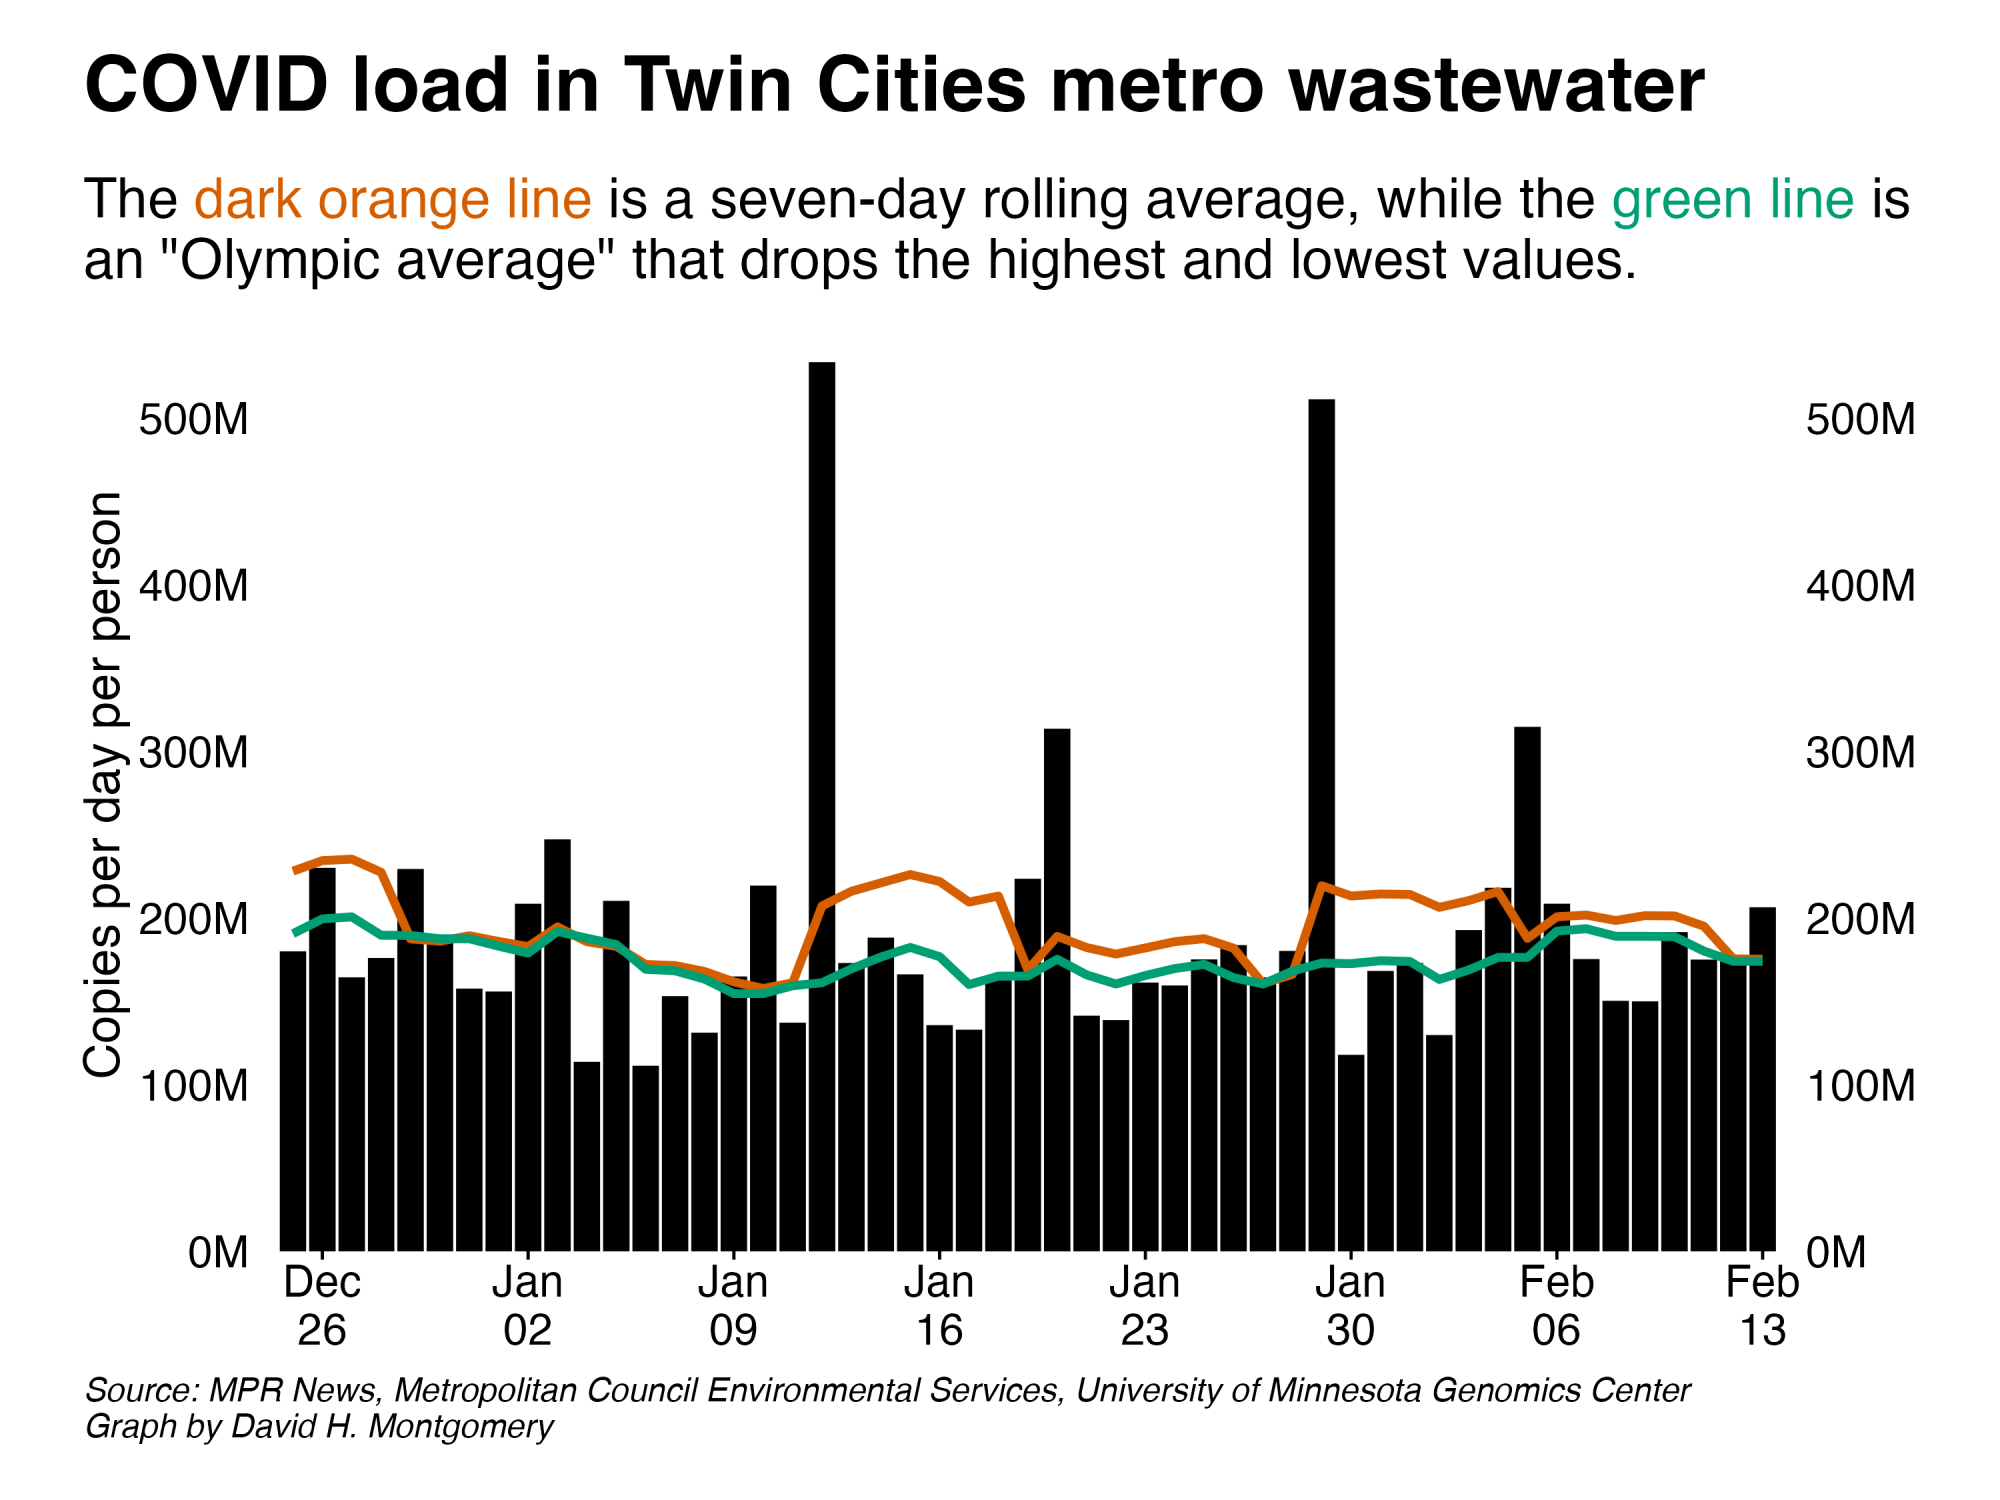 COVID load in Twin Cities metro wastewater
The dark orange line is a seven-day rolling average, while the green line is
an "Olympic average" that drops the highest and lowest values.
Copies per day per person
500M
400M
300M
200M
100M
0M
500M
400M
300M
200M
100M
0M
Dec Jan Jan Jan Jan Jan Feb Feb
26 02 09 16 23 30 06 13
Source: MPR News, Metropolitan Council Environmental Services, University of Minnesota Genomics Center
Graph by David H. Montgomery